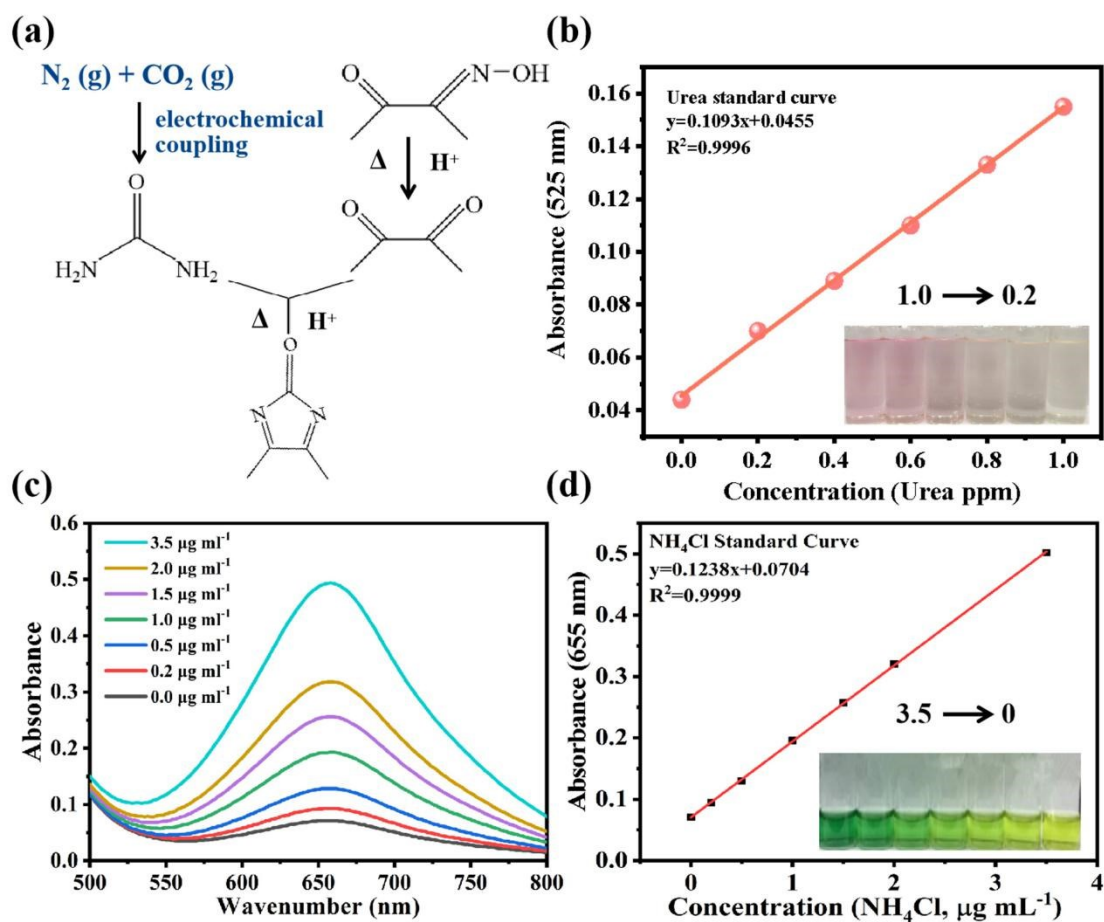 (a)
N₂ (g) + CO₂ (g)
electrochemical
coupling
O
H₂N
NH₂
O
N
OH
Δ H⁺
O
O
Δ H⁺
O
N
N
(b)
Urea standard curve
y=0.1093x+0.0455
R²=0.9996
1.0 → 0.2
Absorbance (525 nm)
0.16
0.14
0.12
0.10
0.08
0.06
0.04
0.0 0.2 0.4 0.6 0.8 1.0
Concentration (Urea ppm)
(c)
3.5 μg ml⁻¹
2.0 μg ml⁻¹
1.5 μg ml⁻¹
1.0 μg ml⁻¹
0.5 μg ml⁻¹
0.2 μg ml⁻¹
0.0 μg ml⁻¹
Absorbance
0.6
0.5
0.4
0.3
0.2
0.1
0.0
500 550 600 650 700 750 800
Wavenumber (nm)
(d)
NH₄Cl Standard Curve
y=0.1238x+0.0704
R²=0.9999
3.5 → 0
Absorbance (655 nm)
0.5
0.4
0.3
0.2
0.1
0.0
0 1 2 3 4
Concentration (NH₄Cl, μg mL⁻¹)